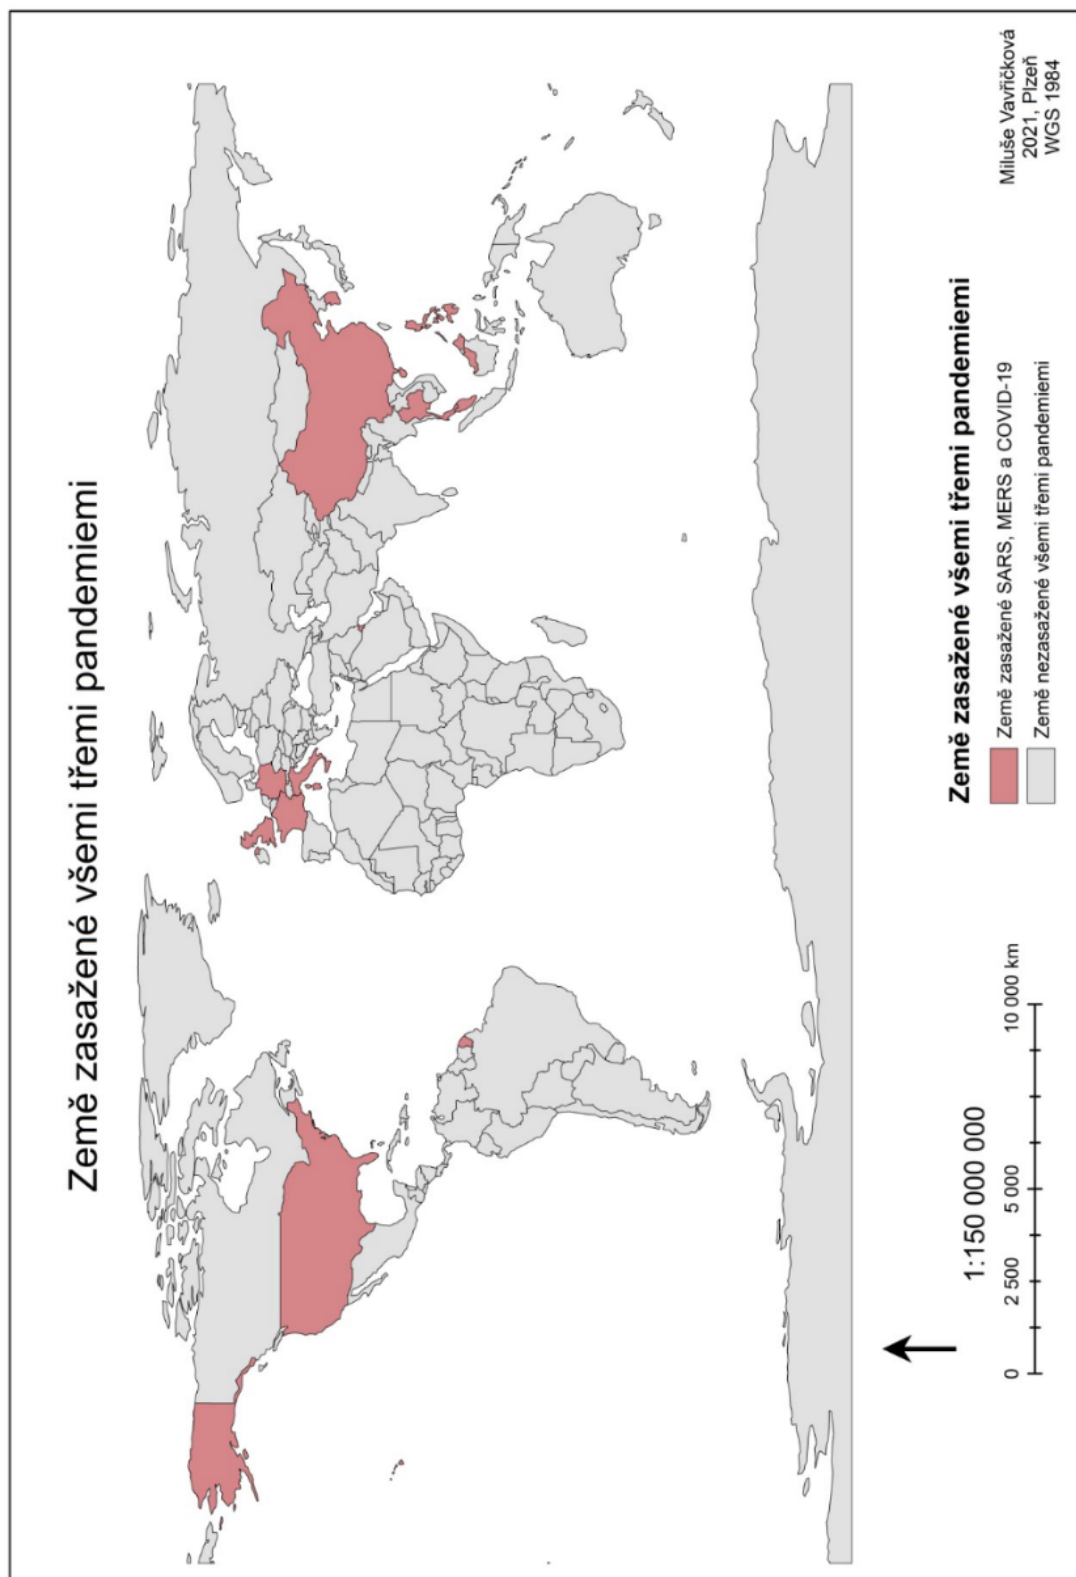 Země zasažené všemi třemi pandemiemi
1:150 000 000
0 2 500 5 000 10 000 km
Země zasažené všemi třemi pandemiemi
Země zasažené SARS, MERS a COVID-19
Země nezasažené všemi třemi pandemiemi
Miluše Vavřičková
2021, Plzeň
WGS 1984